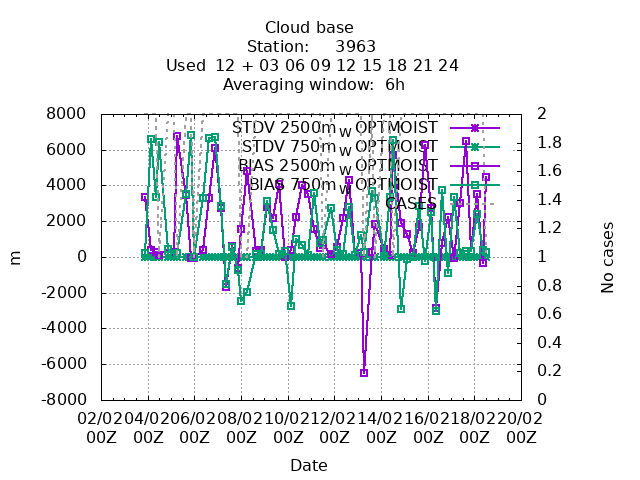 Cloud base
Station: 3963
Used 12 + 03 06 09 12 15 18 21 24
Averaging window: 6h
STDV 2500m w OPTMOIST
STDV 750m w OPTMOIST
BIAS 2500m w OPTMOIST
BIAS 750m w OPTMOIST
CASES
8000
6000
4000
2000
0
-2000
-4000
-6000
-8000
m
2
1.8
1.6
1.4
1.2
1
0.8
0.6
0.4
0.2
0
No cases
02/02 04/02 06/02 08/02 10/02 12/02 14/02 16/02 18/02 20/02
00Z 00Z 00Z 00Z 00Z 00Z 00Z 00Z 00Z 00Z
Date